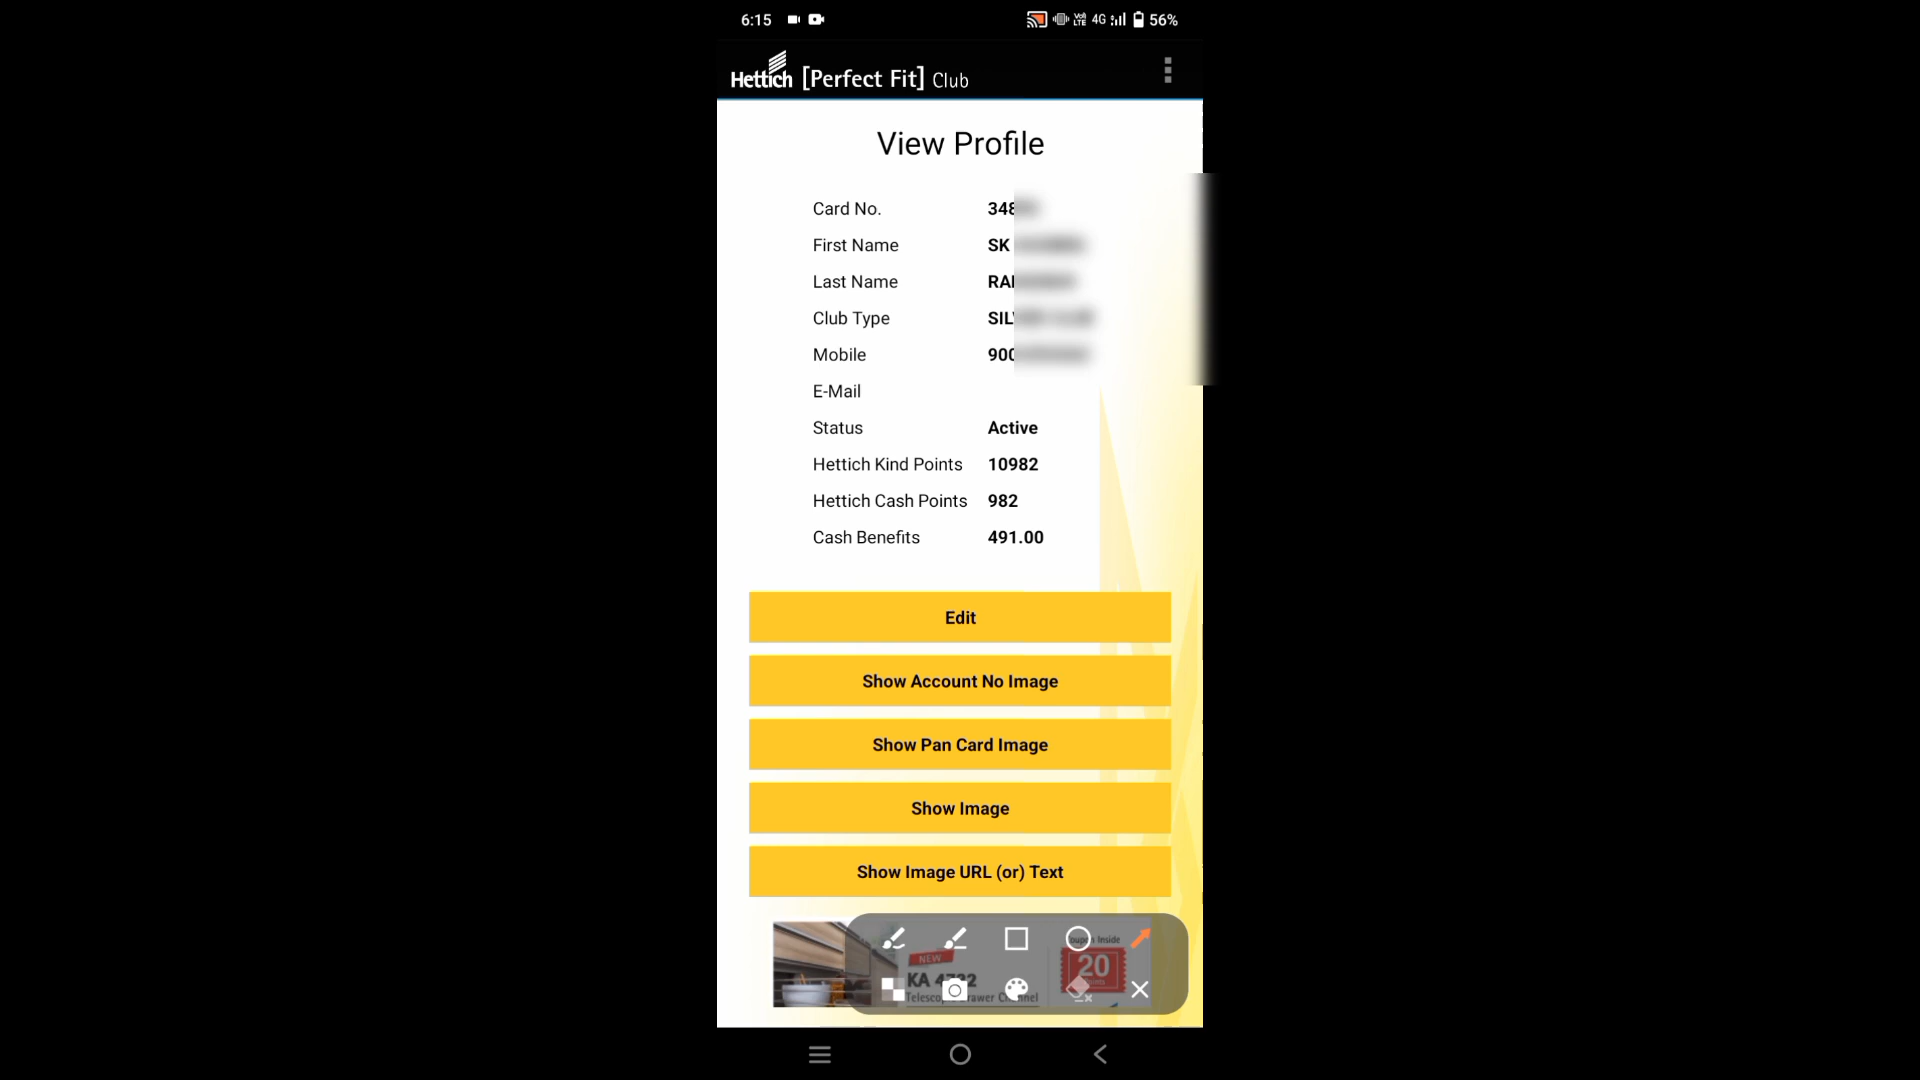 6:15
Vo) LTE 4G 56%
Hettich [Perfect Fit] Club
View Profile
Card No. 348
First Name SK
Last Name
Club Type
Mobile 900
E-Mail
Status Active
Hettich Kind Points 10982
Hettich Cash Points 982
Cash Benefits 491.00
Edit
Show Account No Image
Show Pan Card Image
Show Image
Show Image URL (or) Text
NEW
20